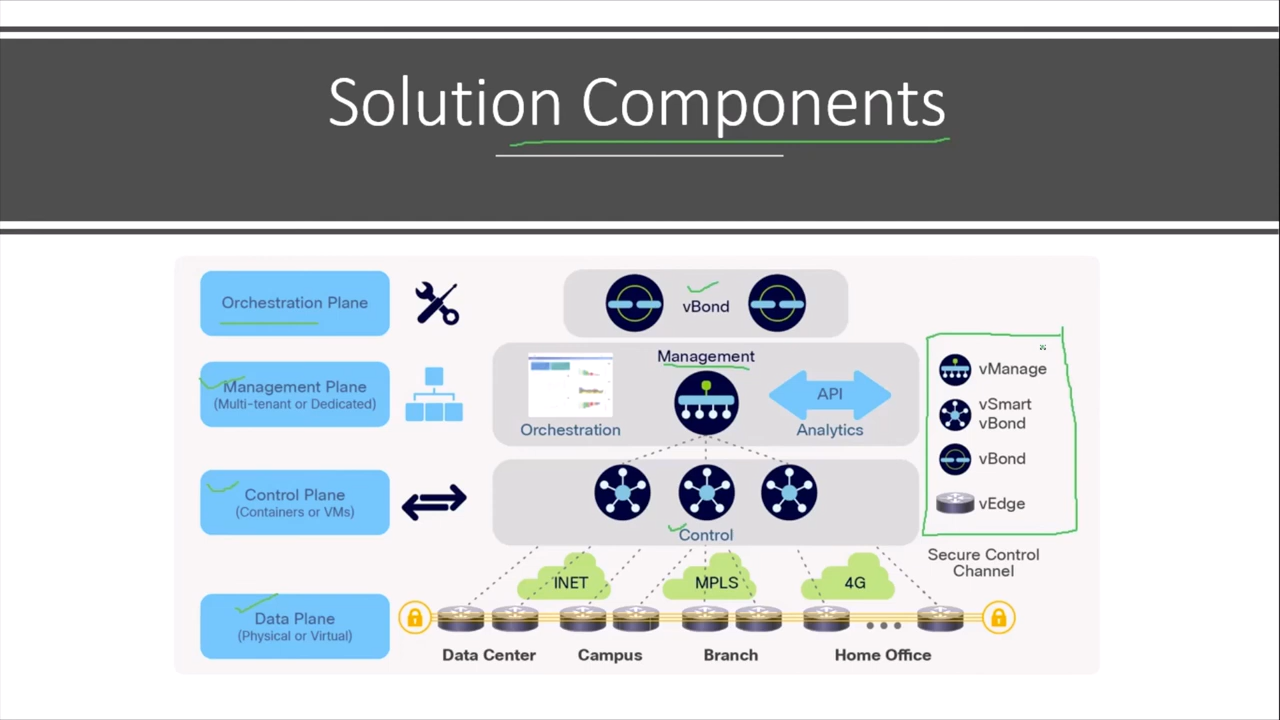 Solution Components
Orchestration Plane
vBond
Management Plane
(Multi-tenant or Dedicated)
Management
Orchestration
API
Analytics
vManage
vSmart
vBond
vBond
vEdge
Control Plane
(Containers or VMs)
Control
Secure Control
Channel
INET
MPLS
4G
Data Plane
(Physical or Virtual)
Data Center
Campus
Branch
Home Office